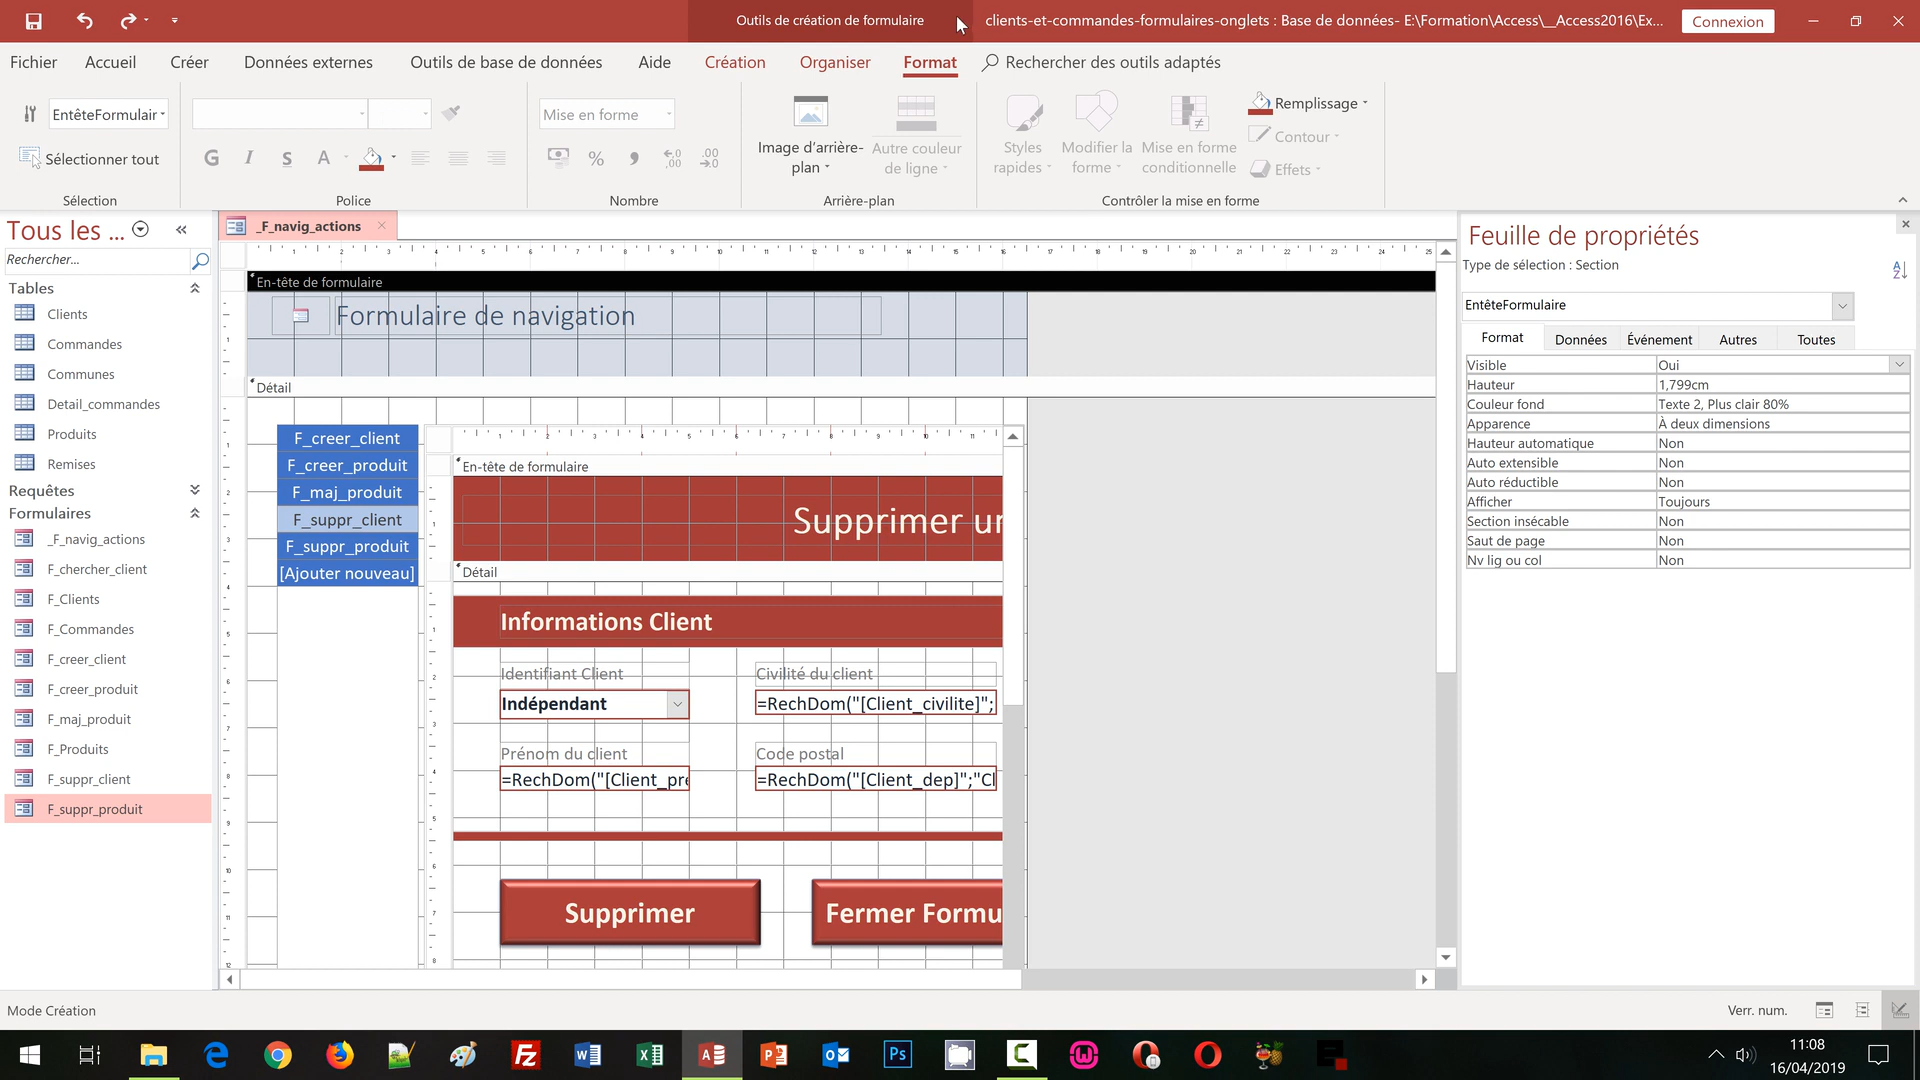 Outils de création de formulaire
clients-et-commandes-formulaires-onglets : Base de données- E:\Formation\Access\__Access2016\Ex...
Connexion
Fichier
Accueil
Créer
Données externes
Outils de base de données
Aide
Création
Organiser
Format
Rechercher des outils adaptés
EntêteFormulair
Sélectionner tout
Sélection
G I S A
Police
Mise en forme
%
,00
Nombre
Image d'arrière-
plan
Autre couleur
de ligne
Arrière-plan
Styles
rapides
Modifier la
forme
Mise en forme
conditionnelle
Remplissage
Contour
Effets
Contrôler la mise en forme
Tous les ...
Rechercher...
Tables
Clients
Commandes
Communes
Detail_commandes
Produits
Remises
Requêtes
Formulaires
_F_navig_actions
F_chercher_client
F_Clients
F_Commandes
F_creer_client
F_creer_produit
F_maj_produit
F_Produits
F_suppr_client
F_suppr_produit
_F_navig_actions
En-tête de formulaire
Formulaire de navigation
Détail
F_creer_client
F_creer_produit
F_maj_produit
F_suppr_client
F_suppr_produit
[Ajouter nouveau]
En-tête de formulaire
Supprimer un
Détail
Informations Client
Identifiant Client
Civilité du client
Indépendant
=RechDom("[Client_civilite]";
Prénom du client
Code postal
=RechDom("[Client_pre
=RechDom("[Client_dep]";"Cl
Supprimer
Fermer Formu
Feuille de propriétés
Type de sélection : Section
EntêteFormulaire
Format
Données
Événement
Autres
Toutes
Visible Oui
Hauteur 1,799cm
Couleur fond Texte 2, Plus clair 80%
Apparence À deux dimensions
Hauteur automatique Non
Auto extensible Non
Auto réductible Non
Afficher Toujours
Section insécable Non
Saut de page Non
Nv lig ou col Non
Mode Création
Verr. num.
11:08
16/04/2019